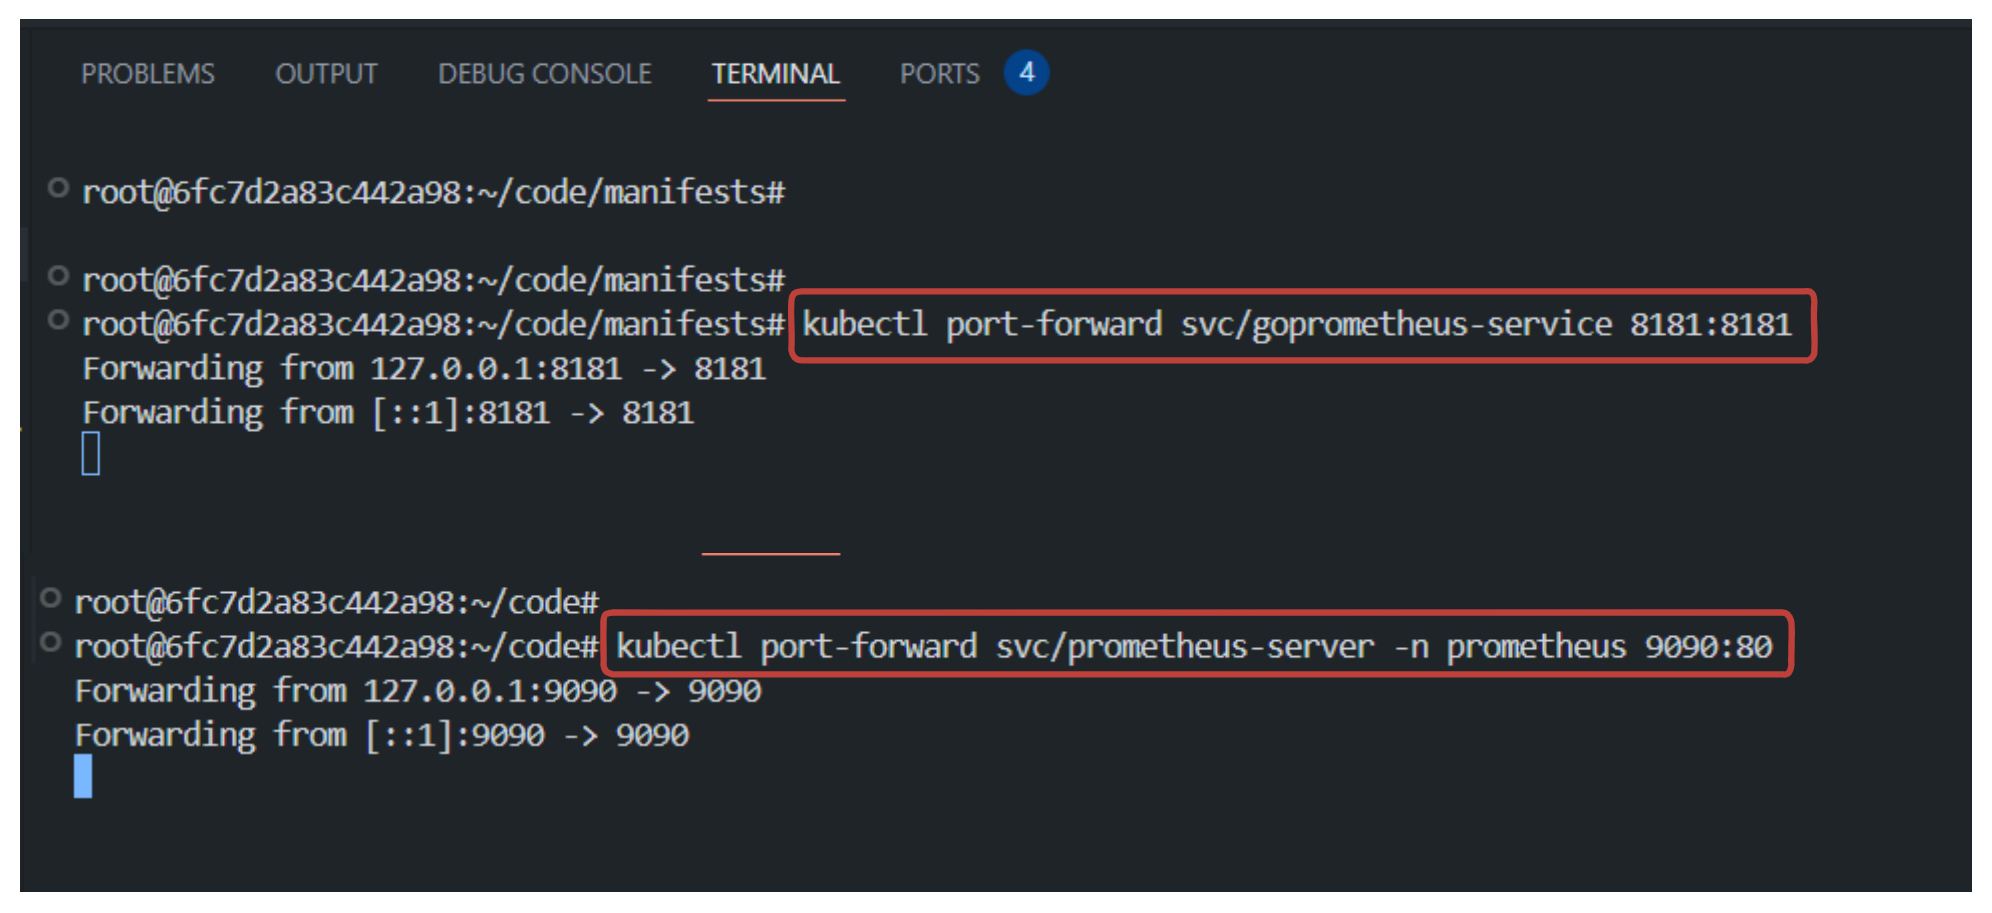 PROBLEMS OUTPUT DEBUG CONSOLE TERMINAL PORTS 4
root@6fc7d2a83c442a98:~/code/manifests#
root@6fc7d2a83c442a98:~/code/manifests#
root@6fc7d2a83c442a98:~/code/manifests# kubectl port-forward svc/goprometheus-service 8181:8181
Forwarding from 127.0.0.1:8181 -> 8181
Forwarding from [::1]:8181 -> 8181
root@6fc7d2a83c442a98:~/code#
root@6fc7d2a83c442a98:~/code# kubectl port-forward svc/prometheus-server -n prometheus 9090:80
Forwarding from 127.0.0.1:9090 -> 9090
Forwarding from [::1]:9090 -> 9090